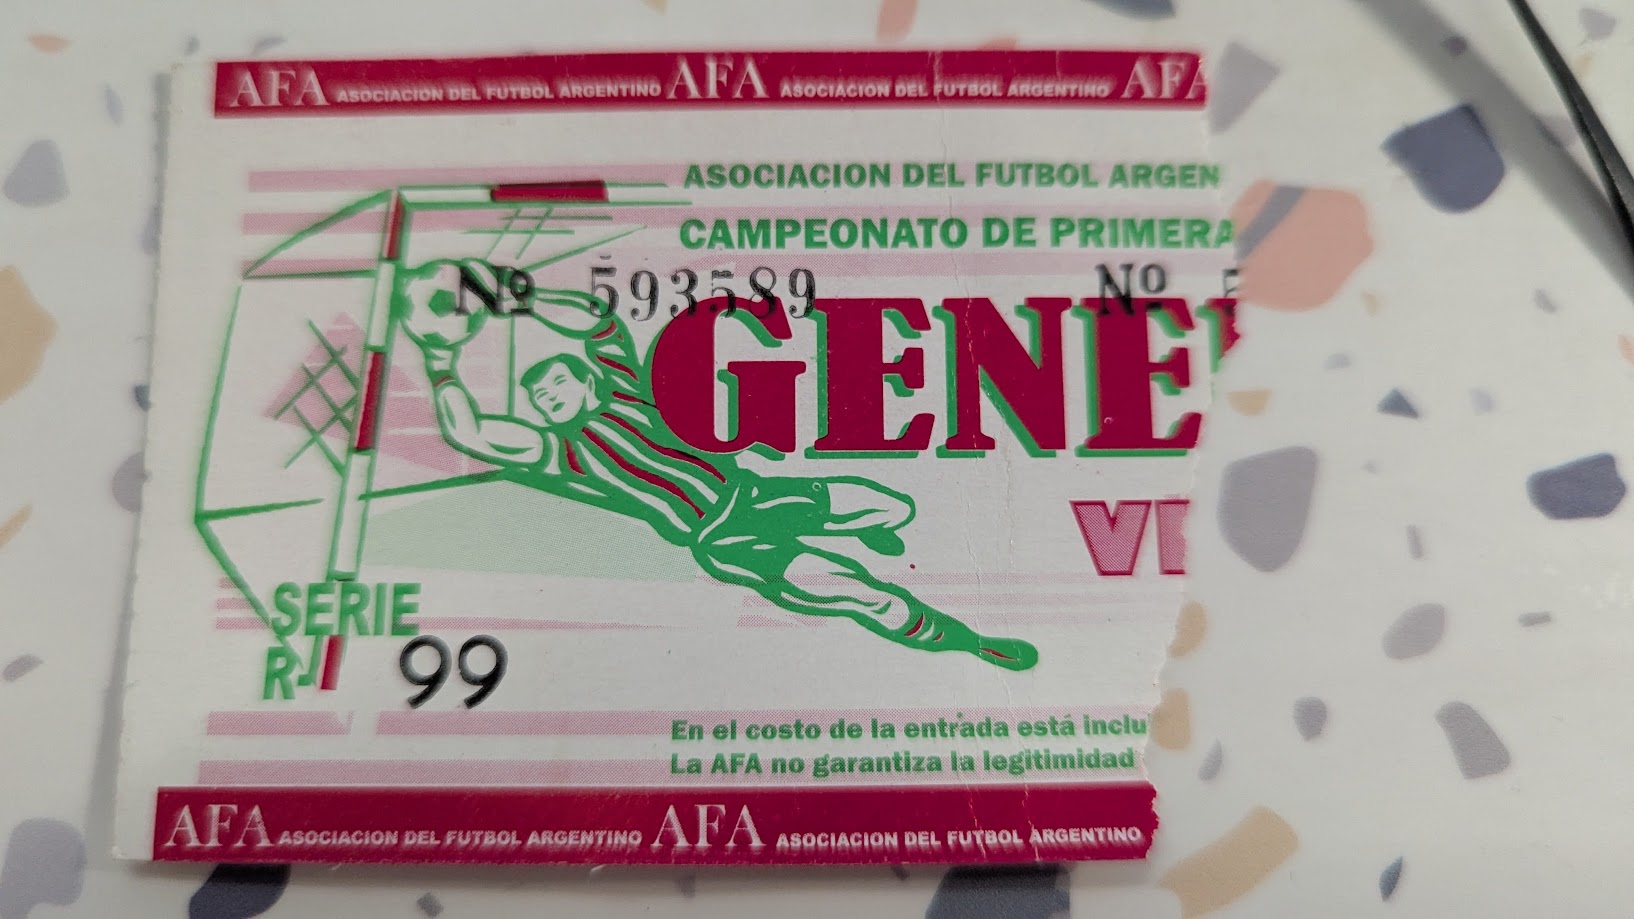 AFA ASOCIACION DEL FUTBOL ARGENTINO AFA ASOCIACION DEL FUTBOL ARGENTINO AFA
ASOCIACION DEL FUTBOL ARGEN
CAMPEONATO DE PRIMERA
Nº 593589 Nº 5
GENE
V
SERIE
RJ 99
En el costo de la entrada está inclu
La AFA no garantiza la legitimidad
AFA ASOCIACION DEL FUTBOL ARGENTINO AFA ASOCIACION DEL FUTBOL ARGENTINO